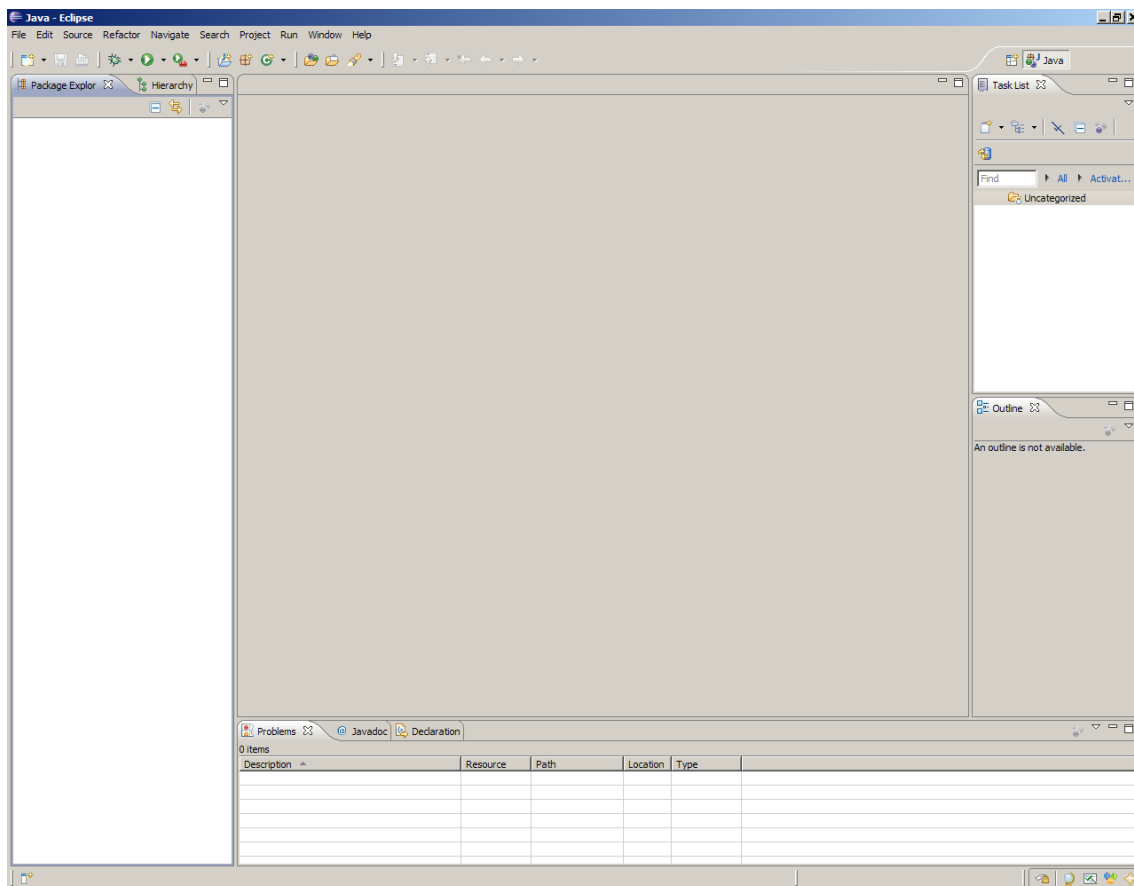 Java - Eclipse
File Edit Source Refactor Navigate Search Project Run Window Help
Java
Package Explor Hierarchy
Task List
Find All Activat...
Uncategorized
Outline
An outline is not available.
Problems @ Javadoc Declaration
0 items
Description Resource Path Location Type